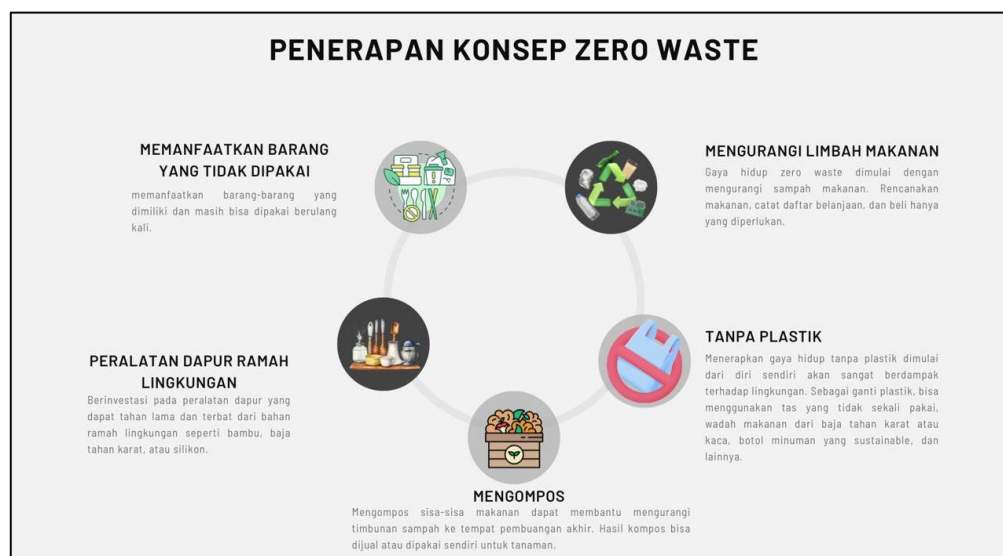 PENERAPAN KONSEP ZERO WASTE
MEMANFAATKAN BARANG
YANG TIDAK DIPAKAI
memanfaatkan barang-barang yang
dimiliki dan masih bisa dipakai berulang
kali.
MENGURANGI LIMBAH MAKANAN
Gaya hidup zero waste dimulai dengan
mengurangi sampah makanan. Rencanakan
makanan, catat daftar belanjaan, dan beli hanya
yang diperlukan.
PERALATAN DAPUR RAMAH
LINGKUNGAN
Berinvestasi pada peralatan dapur yang
dapat tahan lama dan terbat dari bahan
ramah lingkungan seperti bambu, baja
tahan karat, atau silikon.
TANPA PLASTIK
Menerapkan gaya hidup tanpa plastik dimulai
dari diri sendiri akan sangat berdampak
terhadap lingkungan. Sebagai ganti plastik, bisa
menggunakan tas yang tidak sekali pakai,
wadah makanan dari baja tahan karat atau
kaca, botol minuman yang sustainable, dan
lainnya.
MENGOMPOS
Mengompos sisa-sisa makanan dapat membantu mengurangi
timbunan sampah ke tempat pembuangan akhir. Hasil kompos bisa
dijual atau dipakai sendiri untuk tanaman.